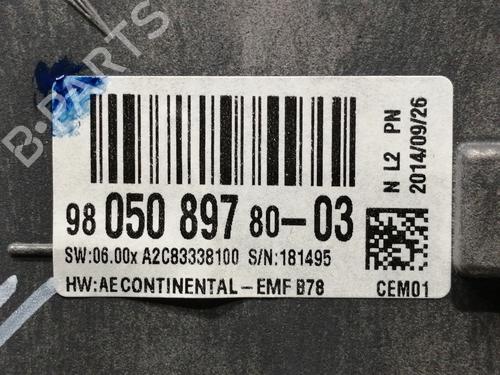 B-PARTS
98 050 897 80-03
SW:06.00x A2C83338100 S/N:181495
HW:AE CONTINENTAL-EMF B78
CEM01
N L2 PN
2014/09/26